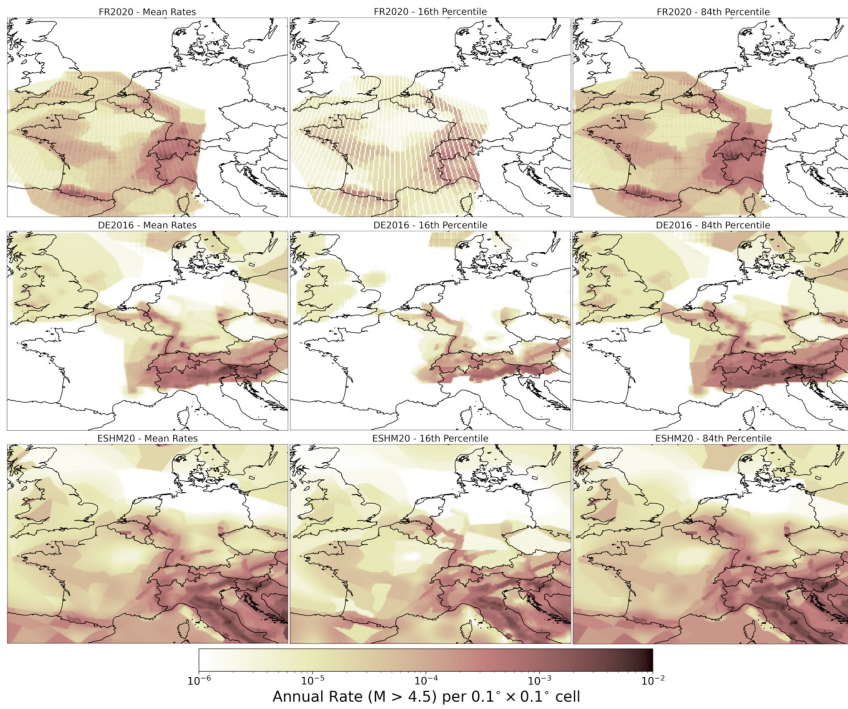 FR2020 - Mean Rates
FR2020 - 16th Percentile
FR2020 - 84th Percentile
DE2016 - Mean Rates
DE2016 - 16th Percentile
DE2016 - 84th Percentile
ESHM20 - Mean Rates
ESHM20 - 16th Percentile
ESHM20 - 84th Percentile
10⁻⁶ 10⁻⁵ 10⁻⁴ 10⁻³ 10⁻²
Annual Rate (M > 4.5) per 0.1° × 0.1° cell